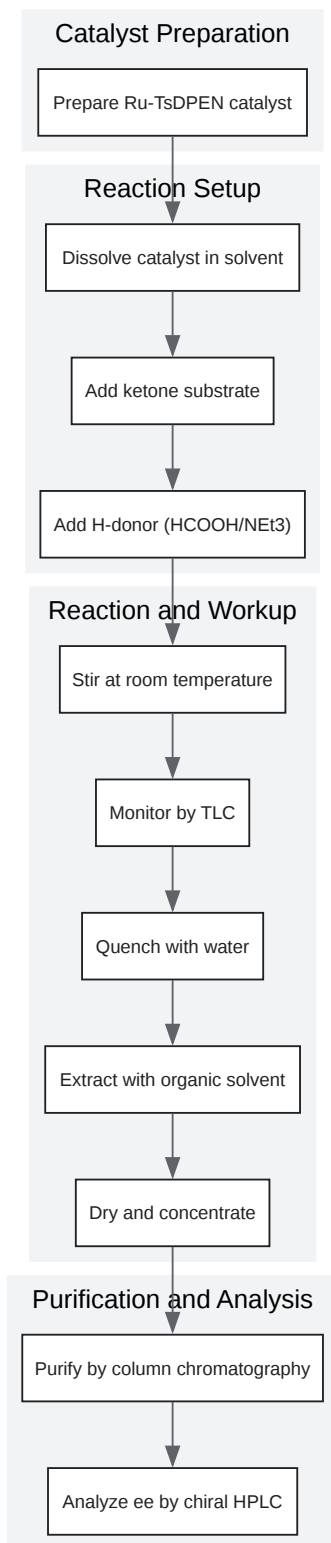 Catalyst Preparation
Prepare Ru-TsDPEN catalyst
Reaction Setup
Dissolve catalyst in solvent
Add ketone substrate
Add H-donor (HCOOH/NEt3)
Reaction and Workup
Stir at room temperature
Monitor by TLC
Quench with water
Extract with organic solvent
Dry and concentrate
Purification and Analysis
Purify by column chromatography
Analyze ee by chiral HPLC